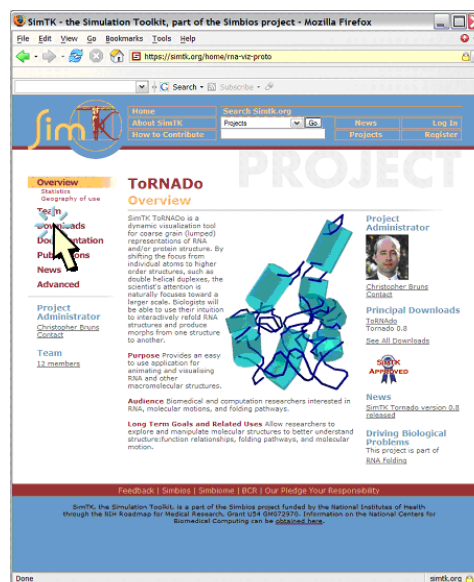 SimTK - the Simulation Toolkit, part of the Simbios project - Mozilla Firefox
File Edit View Go Bookmarks Tools Help
https://simtk.org/home/rna-viz-proto
Search Subscribe
SimTK
Home
About SimTK
How to Contribute
Search Simtk.org
Projects Go
News
Projects
Log In
Register
PROJECT
Overview
Statistics
Geography of use
Team
Downloads
Documentation
Publications
News
Advanced
Project
Administrator
Christopher Bruns
Contact
Team
12 members
ToRNADo
Overview
SimTK ToRNADo is a
dynamic visualization tool
for coarse grain (lumped)
representations of RNA
and/or protein structure. By
shifting the focus from
individual atoms to higher
order structures, such as
double helical duplexes, the
scientist's attention is
naturally focuses toward a
larger scale. Biologists will
be able to use their intuition
to interactively refold RNA
structures and produce
morphs from one structure
to another.
Purpose Provides an easy
to use application for
animating and visualising
RNA and other
macromolecular structures.
Audience Biomedical and computation researchers interested in
RNA, molecular motions, and folding pathways.
Long Term Goals and Related Uses Allow researchers to
explore and manipulate molecular structures to better understand
structure:function relationships, folding pathways, and molecular
motion.
Project
Administrator
Christopher Bruns
Contact
Principal Downloads
ToRNADo
Tornado 0.8
See All Downloads
SimTK
APPROVED
News
SimTK Tornado version 0.8
released
Driving Biological
Problems
This project is part of
RNA Folding
Feedback | Simbios | Simbiome | BCR | Our Pledge Your Responsibility
SimTK, the Simulation Toolkit, is a part of the Simbios project funded by the National Institutes of Health
through the NIH Roadmap for Medical Research, Grant U54 GM072970. Information on the National Centers for
Biomedical Computing can be obtained here.
Done
simtk.org